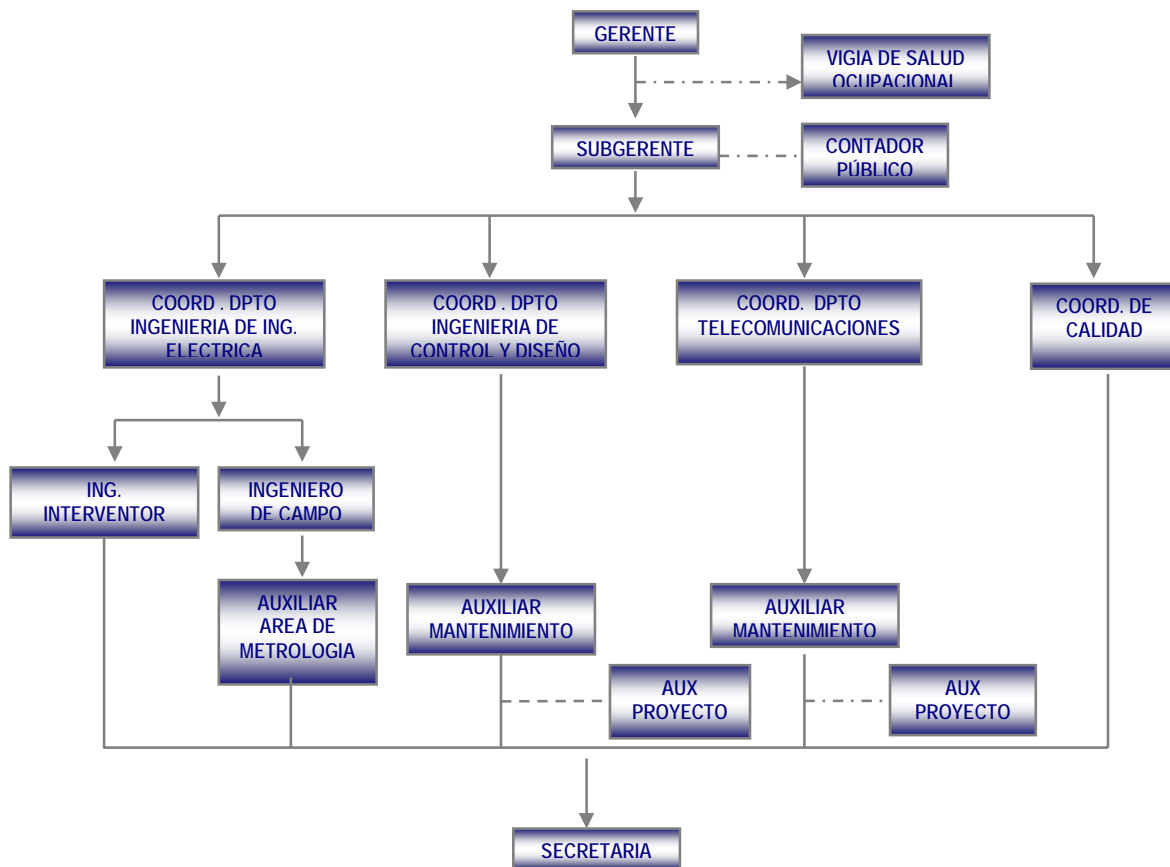 GERENTE
VIGIA DE SALUD
OCUPACIONAL
SUBGERENTE
CONTADOR
PÚBLICO
COORD . DPTO
INGENIERIA DE ING.
ELECTRICA
COORD . DPTO
INGENIERIA DE
CONTROL Y DISEÑO
COORD. DPTO
TELECOMUNICACIONES
COORD. DE
CALIDAD
ING.
INTERVENTOR
INGENIERO
DE CAMPO
AUXILIAR
AREA DE
METROLOGIA
AUXILIAR
MANTENIMIENTO
AUXILIAR
MANTENIMIENTO
AUX
PROYECTO
AUX
PROYECTO
SECRETARIA